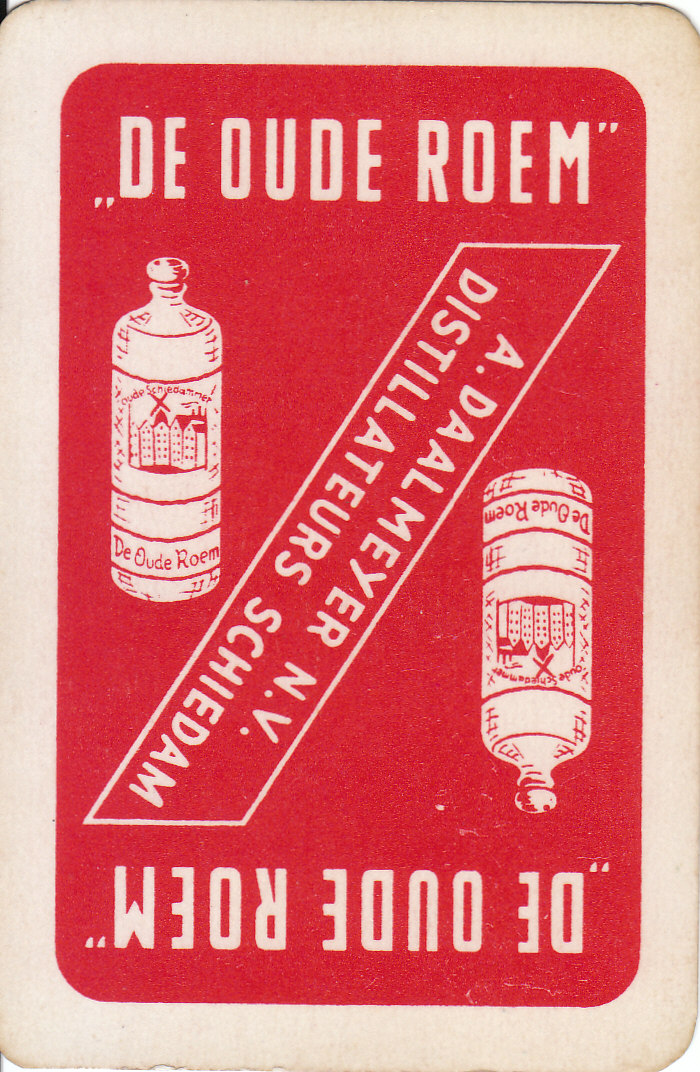 „DE OUDE ROEM”
oude Schiedammer
De Oude Roem
A. DAALMEYER N.V.
DISTILLATEURS SCHIEDAM
De Oude Roem
oude Schiedammer
„DE OUDE ROEM”